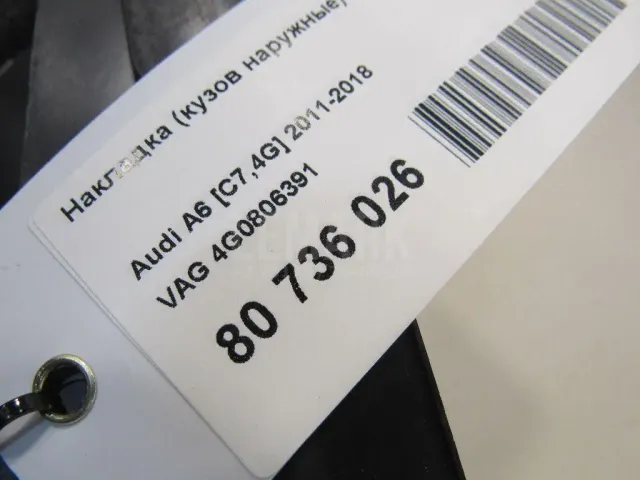 Накладка (кузов наружные)
Audi A6 [C7,4G] 2011-2018
VAG 4G0806391
80 736 026